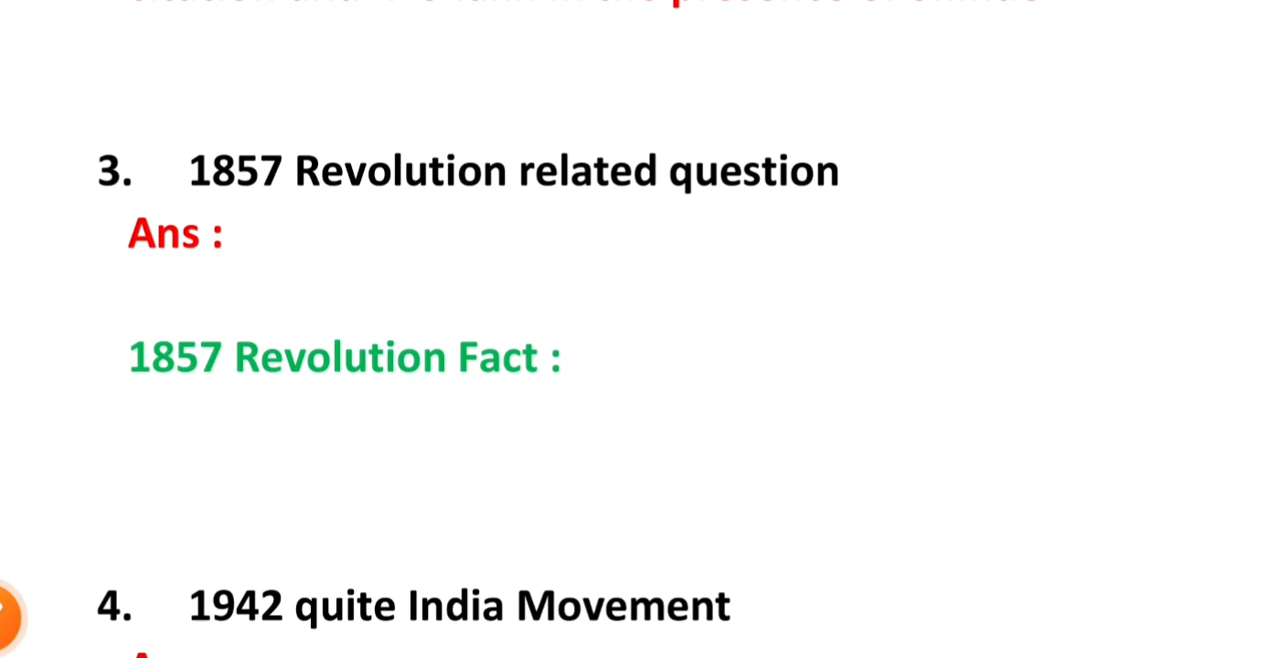 3. 1857 Revolution related question
Ans :
1857 Revolution Fact :
4. 1942 quite India Movement